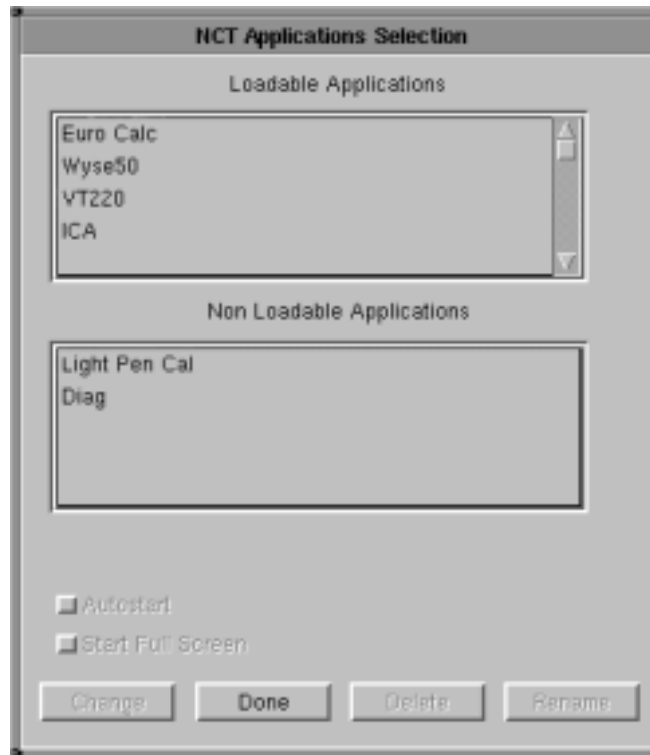 NCT Applications Selection
Loadable Applications
Euro Calc
Wyse50
VT220
ICA
Non Loadable Applications
Light Pen Cal
Diag
Autostart
Start Full Screen
Change Done Delete Rename